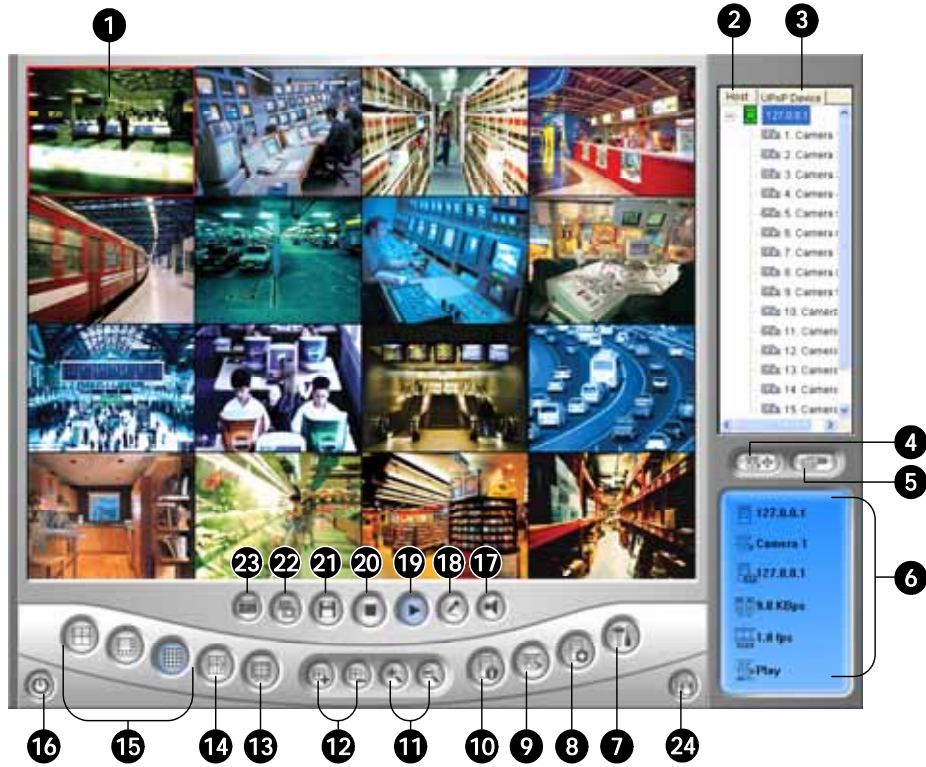 1
2
3
Host UPnP Device
127.0.0.1
1. Camera
2. Camera
3. Camera
4. Camera
5. Camera
6. Camera
7. Camera
8. Camera
9. Camera
10. Camera
11. Camera
12. Camera
13. Camera
14. Camera
15. Camera
4
5
127.0.0.1
Camera 1
127.0.0.1
9.8 KBps
1.0 fps
Play
6
23 22 21 20 19 18 17
16 15 14 13 12 11 10 9 8 7 24